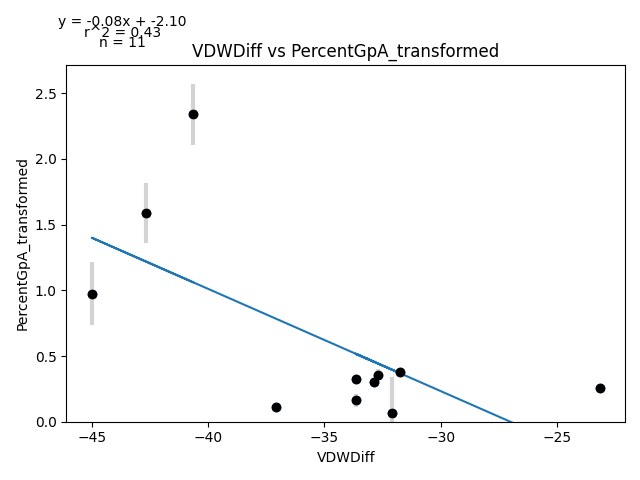 y = -0.08x + -2.10
r^2 = 0.43
n = 11
VDWDiff vs PercentGpA_transformed
PercentGpA_transformed
2.5
2.0
1.5
1.0
0.5
0.0
−45
−40
−35
−30
−25
VDWDiff